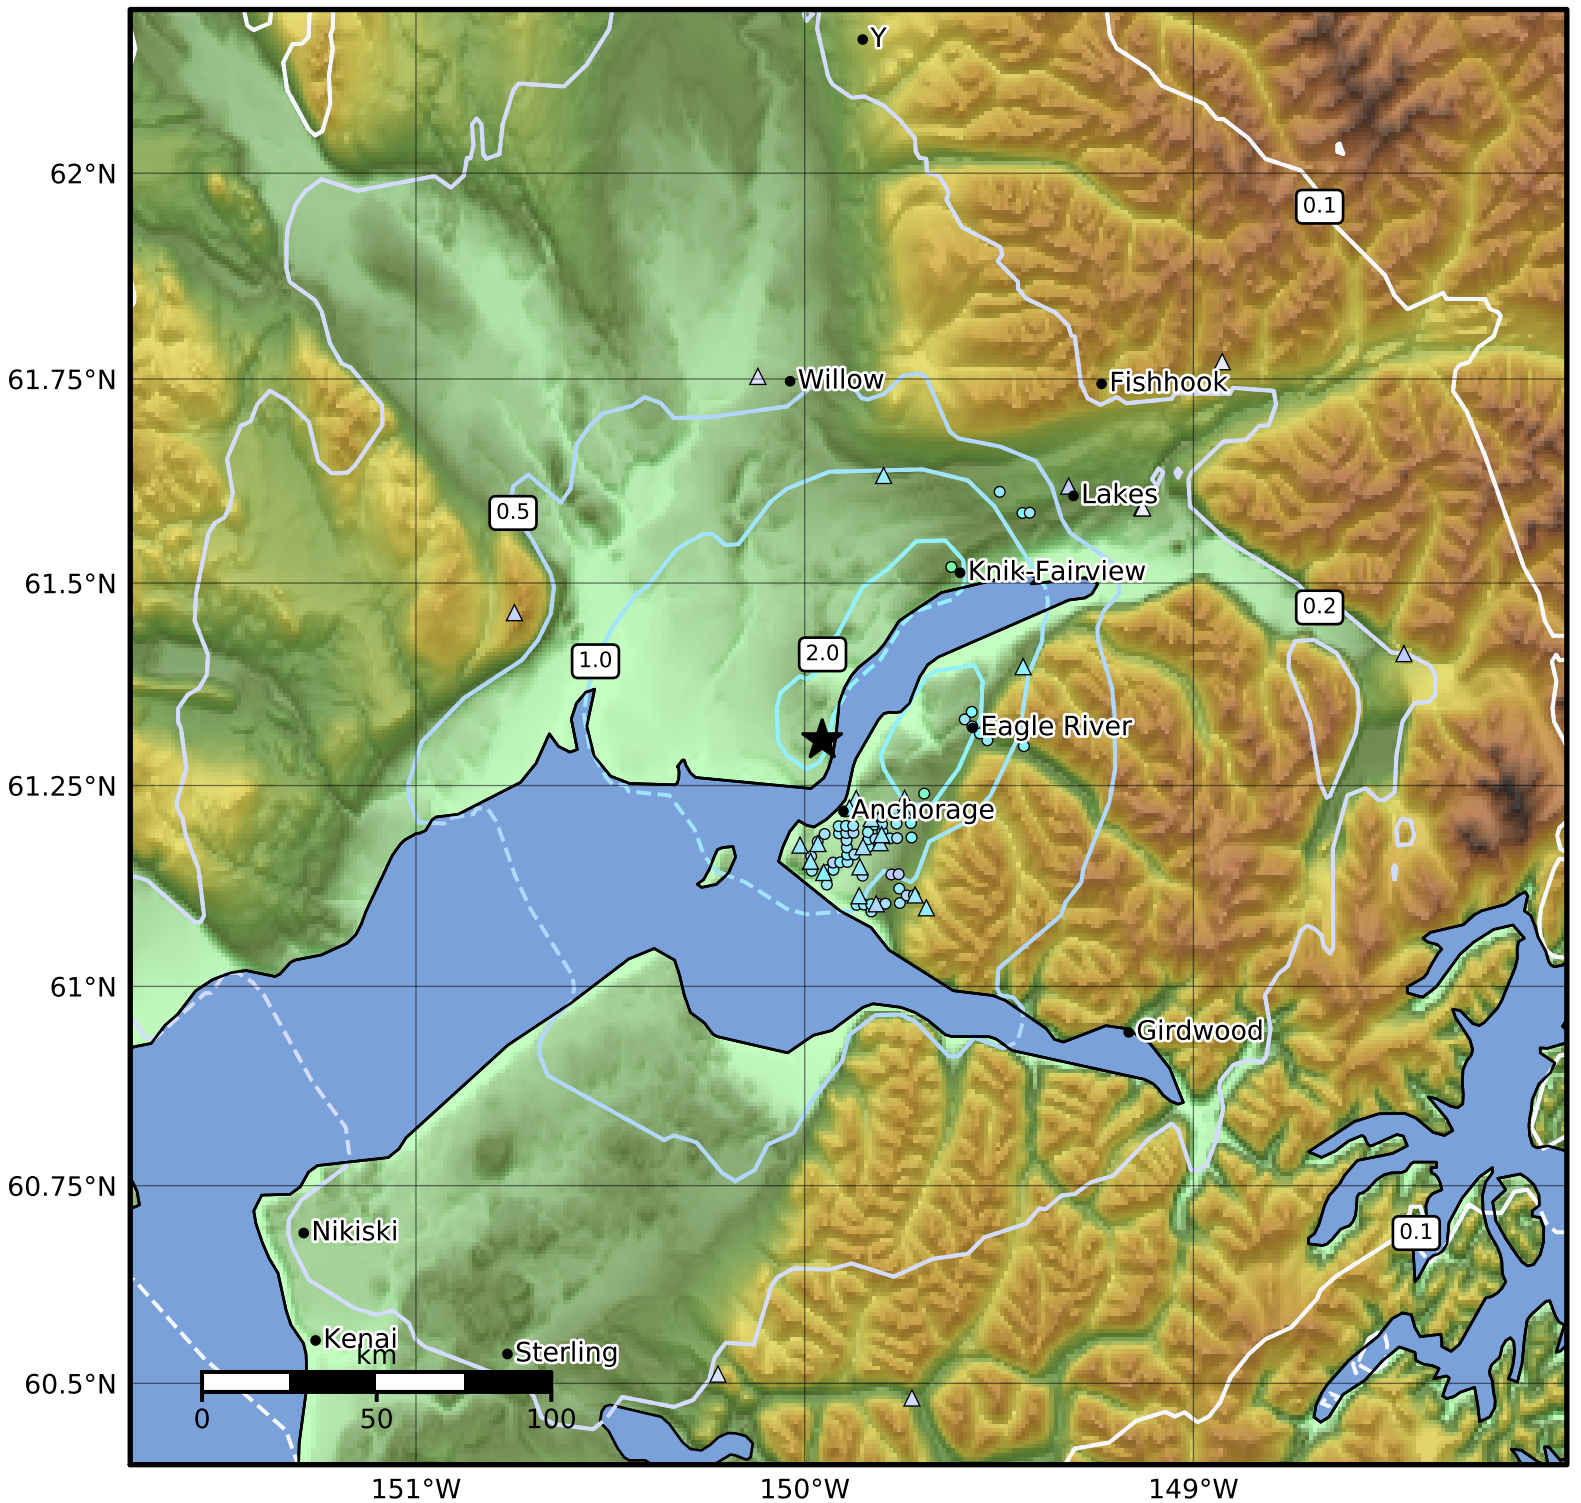 Y
62°N
0.1
61.75°N
Willow
Fishhook
Lakes
0.5
61.5°N
Knik-Fairview
0.2
1.0
2.0
Eagle River
61.25°N
Anchorage
61°N
Girdwood
60.75°N
Nikiski
0.1
Kenai
Sterling
km
60.5°N
0
50
100
151°W
150°W
149°W